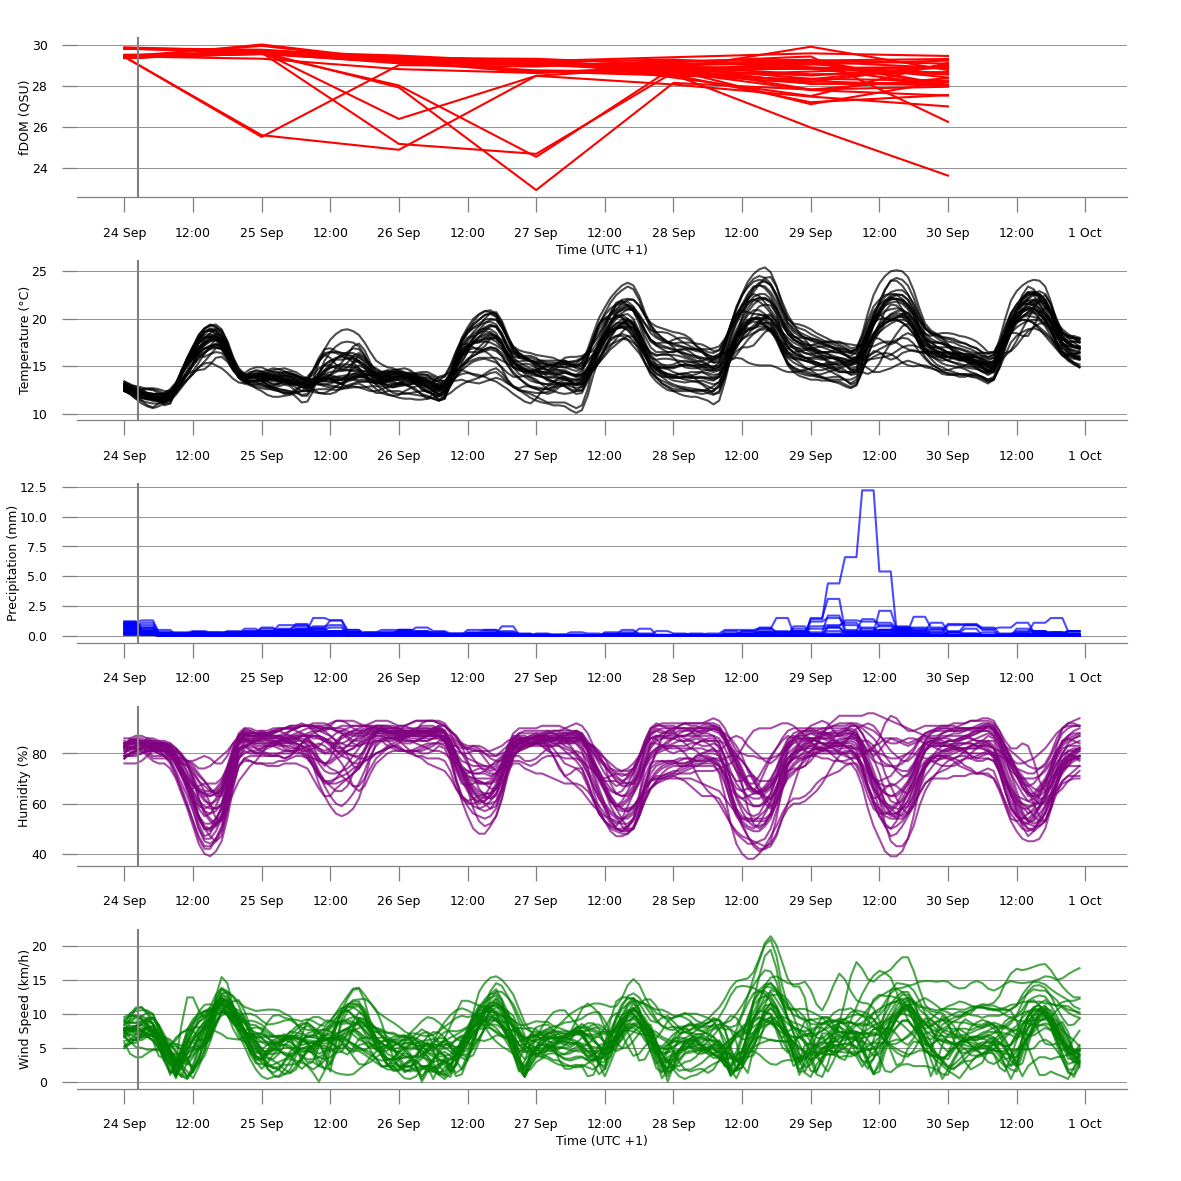 30
28
26
24
fDOM (QSU)
24 Sep 12:00 25 Sep 12:00 26 Sep 12:00 27 Sep 12:00 28 Sep 12:00 29 Sep 12:00 30 Sep 12:00 1 Oct
Time (UTC +1)
25
20
15
10
Temperature (°C)
24 Sep 12:00 25 Sep 12:00 26 Sep 12:00 27 Sep 12:00 28 Sep 12:00 29 Sep 12:00 30 Sep 12:00 1 Oct
12.5
10.0
7.5
5.0
2.5
0.0
Precipitation (mm)
24 Sep 12:00 25 Sep 12:00 26 Sep 12:00 27 Sep 12:00 28 Sep 12:00 29 Sep 12:00 30 Sep 12:00 1 Oct
80
60
40
Humidity (%)
24 Sep 12:00 25 Sep 12:00 26 Sep 12:00 27 Sep 12:00 28 Sep 12:00 29 Sep 12:00 30 Sep 12:00 1 Oct
20
15
10
5
0
Wind Speed (km/h)
24 Sep 12:00 25 Sep 12:00 26 Sep 12:00 27 Sep 12:00 28 Sep 12:00 29 Sep 12:00 30 Sep 12:00 1 Oct
Time (UTC +1)